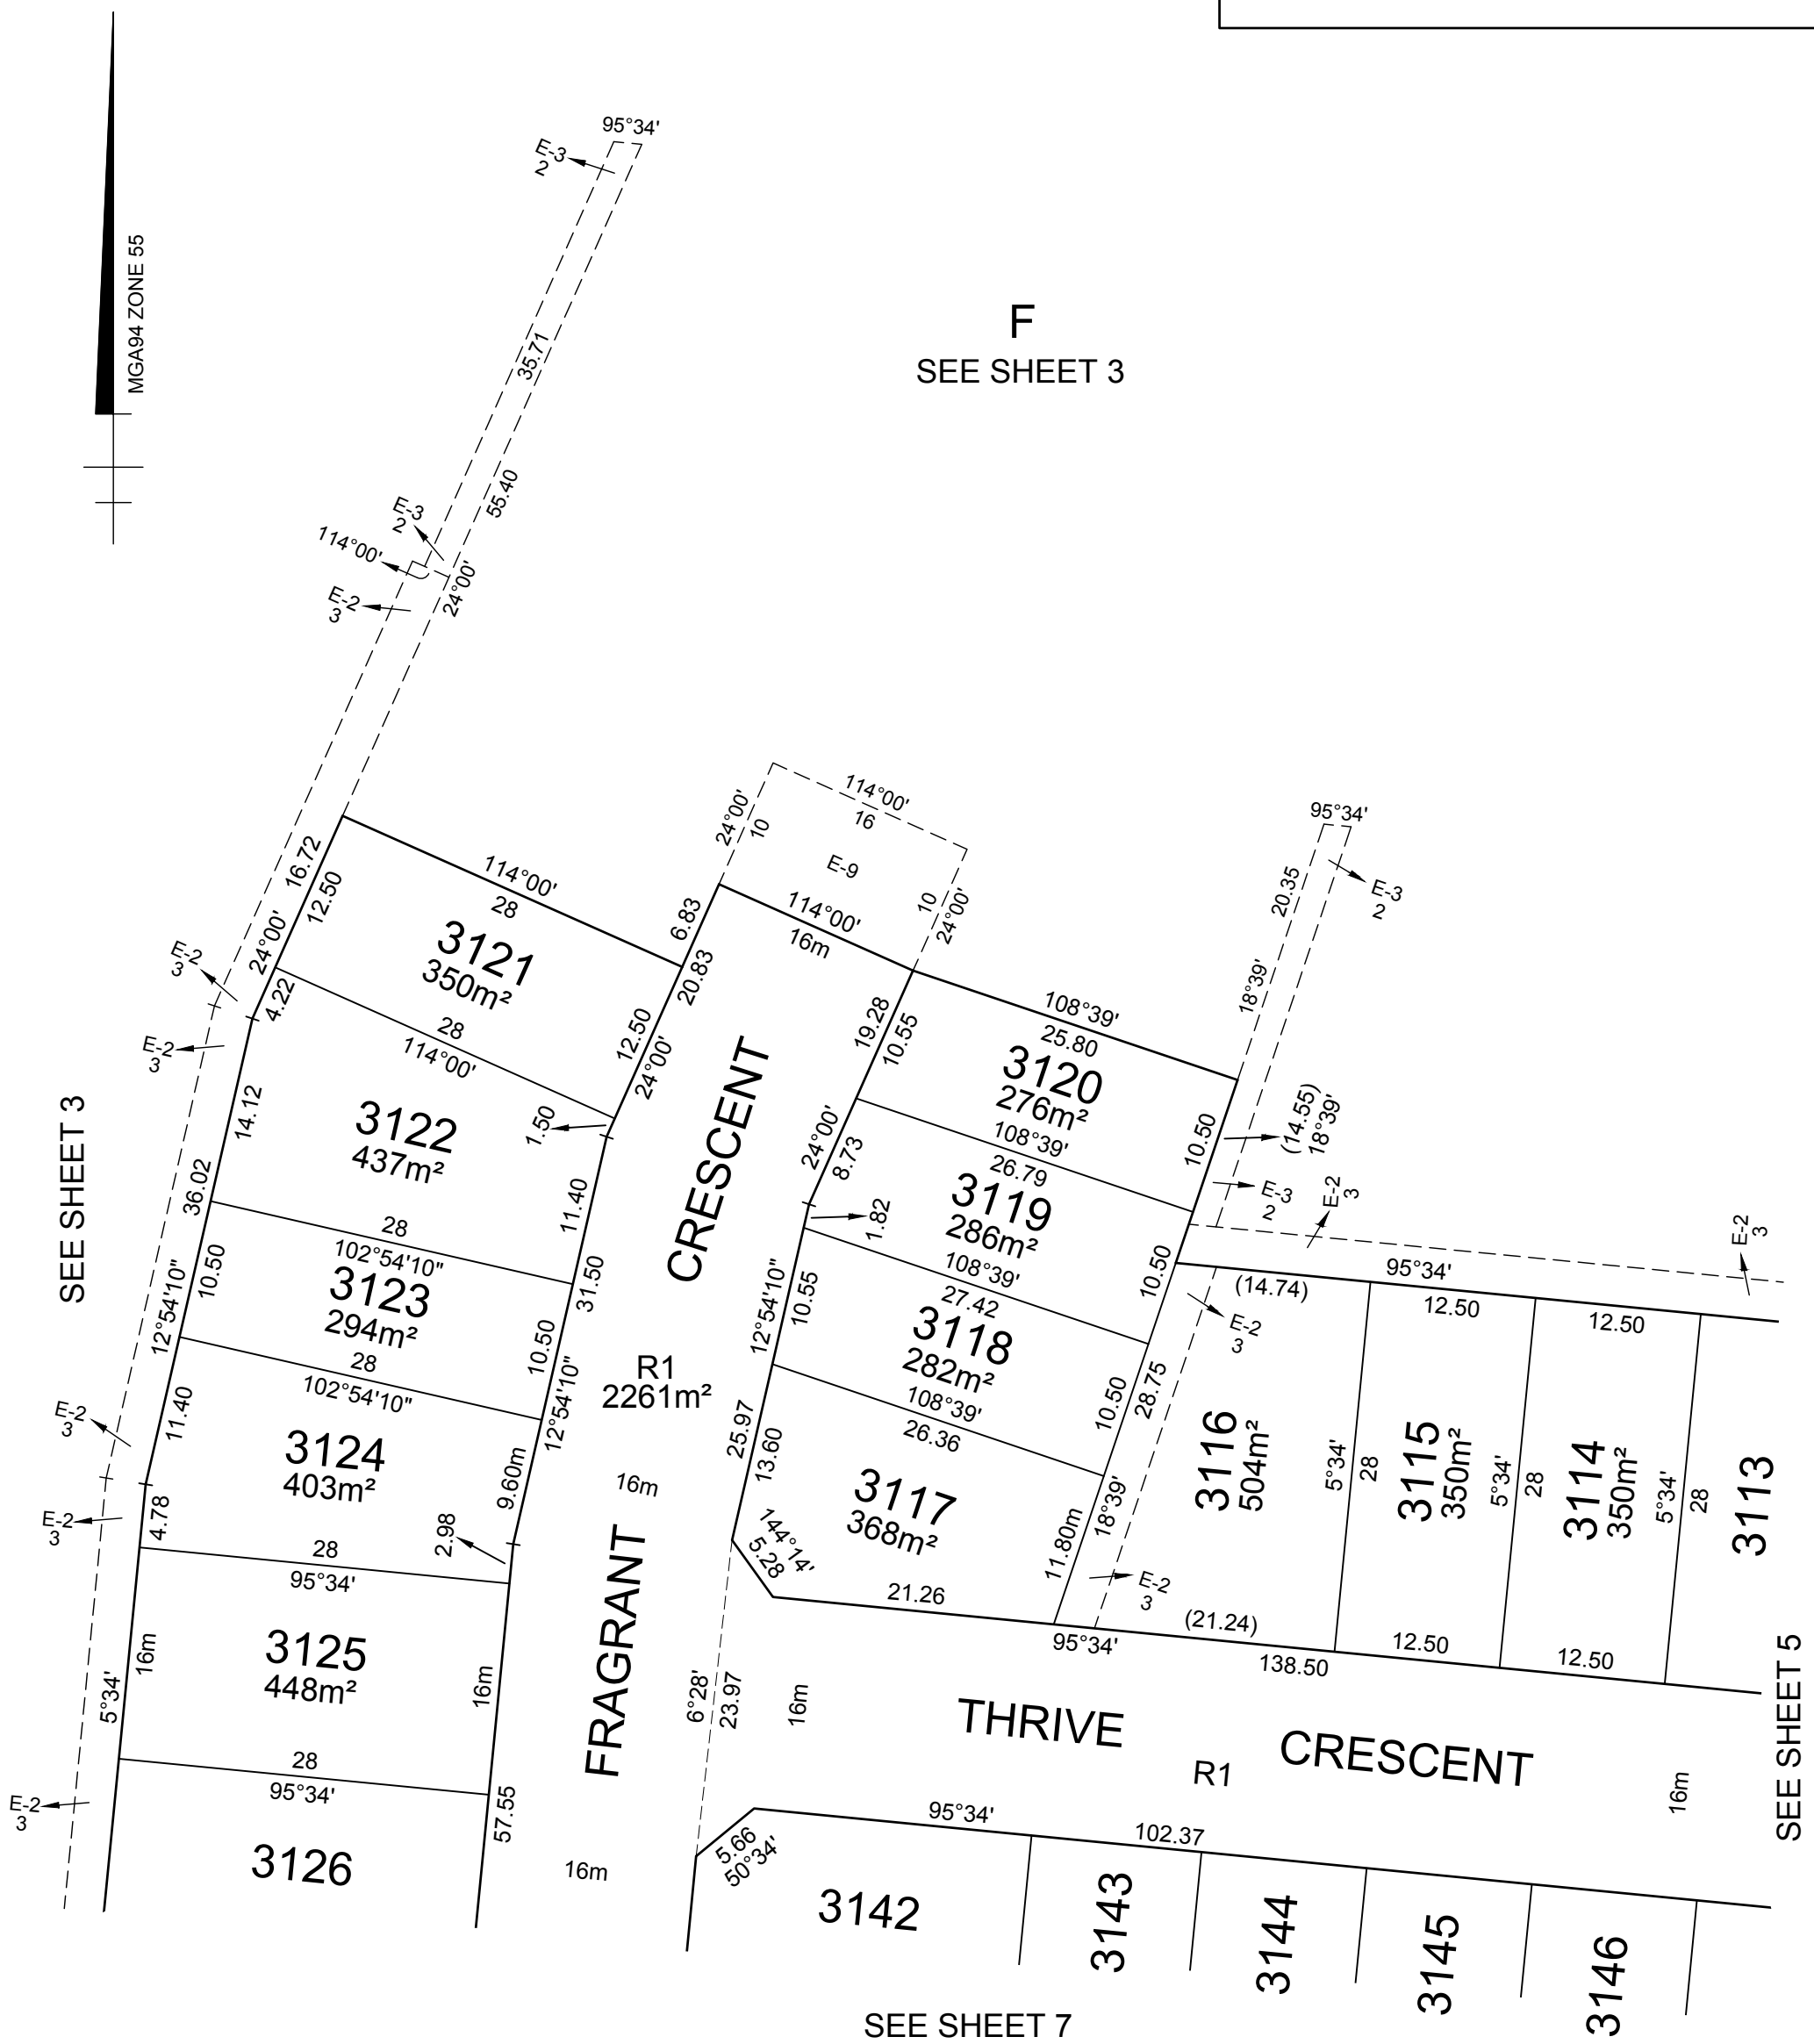 MGA94 ZONE 55
95°34'
E-3
2
35.71
55.40
F
SEE SHEET 3
E-3
2
114°00'
E-2
3
24°00'
16.72
12.50
24°00'
114°00'
28
3121
350m²
6.83
20.83
12.50
24°00'
24°00'
10
114°00'
16
E-9
10
24°00'
114°00'
16m
95°34'
20.35
E-3
2
18°39'
E-2
3
4.22
28
114°00'
E-2
3
14.12
3122
437m²
1.50
11.40
19.28
10.55
24°00'
8.73
108°39'
25.80
3120
276m²
10.50
(14.55)
18°39'
108°39'
26.79
3119
286m²
1.82
10.50
E-3
2
E-2
3
E-2
3
SEE SHEET 3
36.02
28
102°54'10"
12°54'10"
10.50
3123
294m²
31.50
10.50
12°54'10"
28
102°54'10"
CRESCENT
R1
2261m²
12°54'10"
10.55
108°39'
27.42
3118
282m²
10.50
28.75
18°39'
95°34'
(14.74)
12.50
12.50
E-2
3
E-2
3
11.40
3124
403m²
9.60m
2.98
4.78
E-2
3
28
95°34'
16m
25.97
13.60
108°39'
26.36
3117
368m²
144°14'
5.28
11.80m
21.26
3116
504m²
5°34'
28
3115
350m²
5°34'
28
3114
350m²
5°34'
28
3113
E-2
3
(21.24)
12.50
12.50
95°34'
138.50
3125
448m²
16m
16m
5°34'
28
95°34'
FRAGRANT
6°28'
23.97
16m
THRIVE
CRESCENT
R1
16m
SEE SHEET 5
E-2
3
3126
57.55
16m
5.66
50°34'
95°34'
102.37
3142
3143
3144
3145
3146
SEE SHEET 7